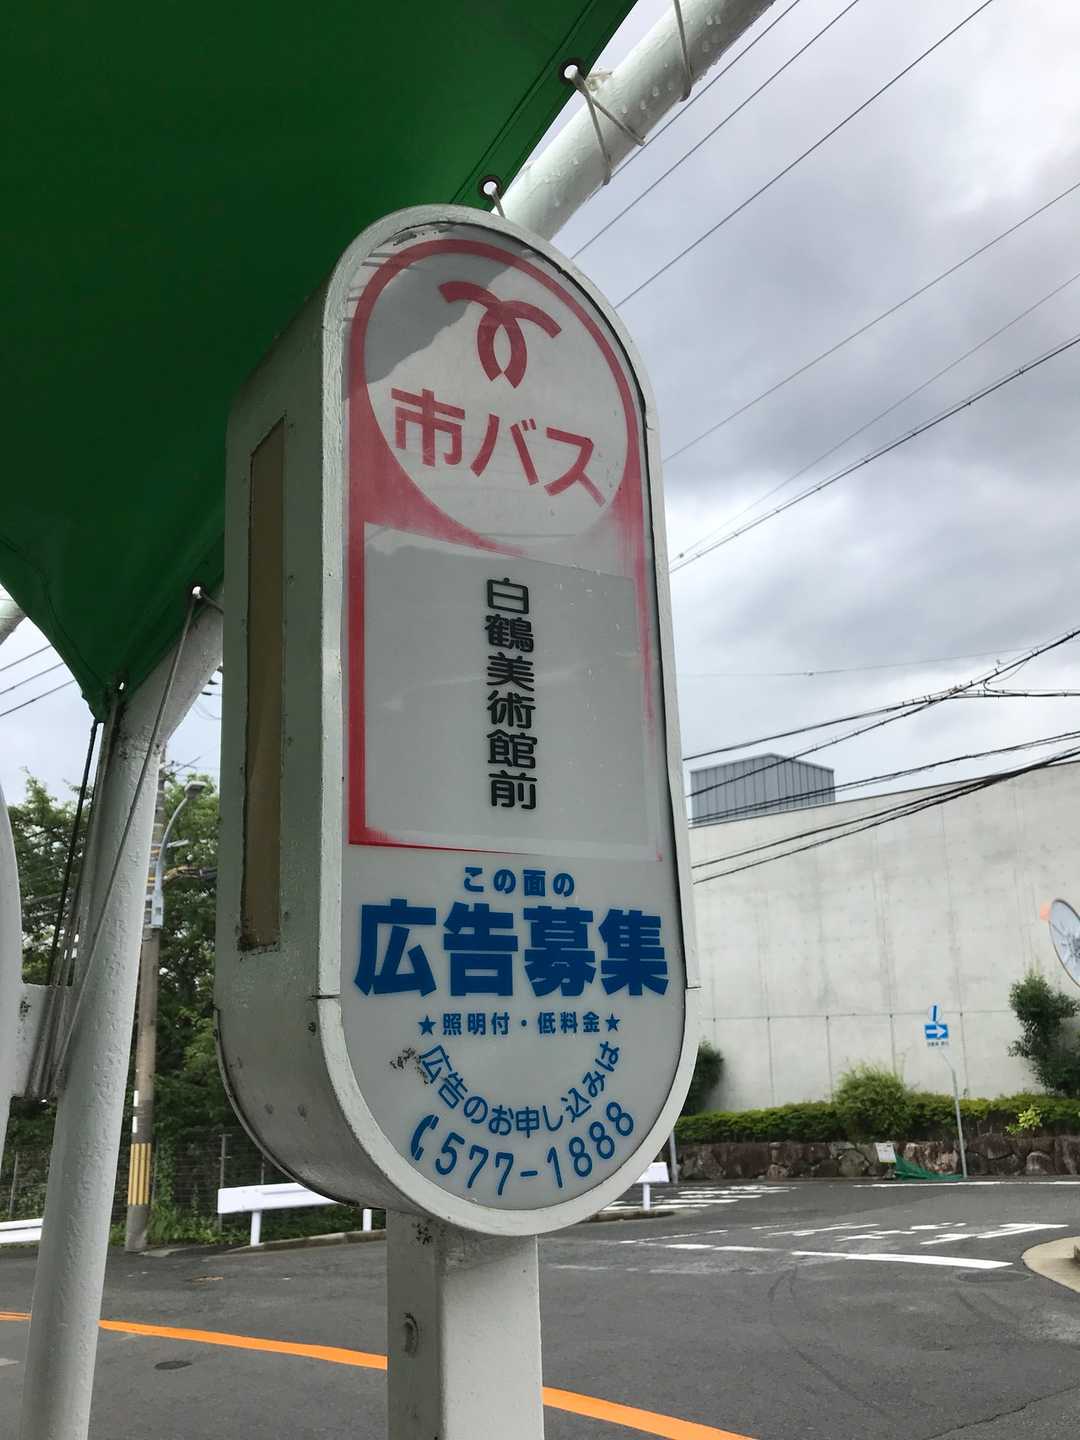 市バス
白鶴美術館前
この面の
広告募集
★照明付・低料金★
広告のお申し込みは
577-1888